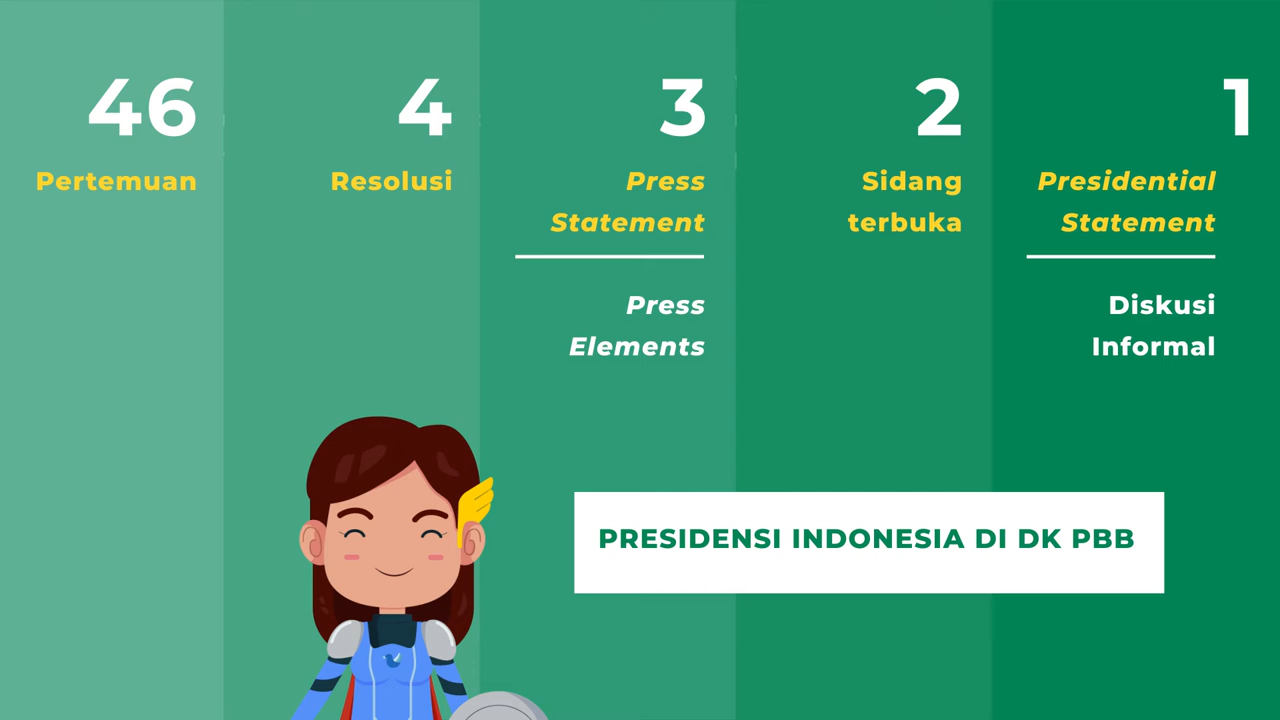 46
Pertemuan
4
Resolusi
3
Press
Statement
Press
Elements
2
Sidang
terbuka
1
Presidential
Statement
Diskusi
Informal
PRESIDENSI INDONESIA DI DK PBB